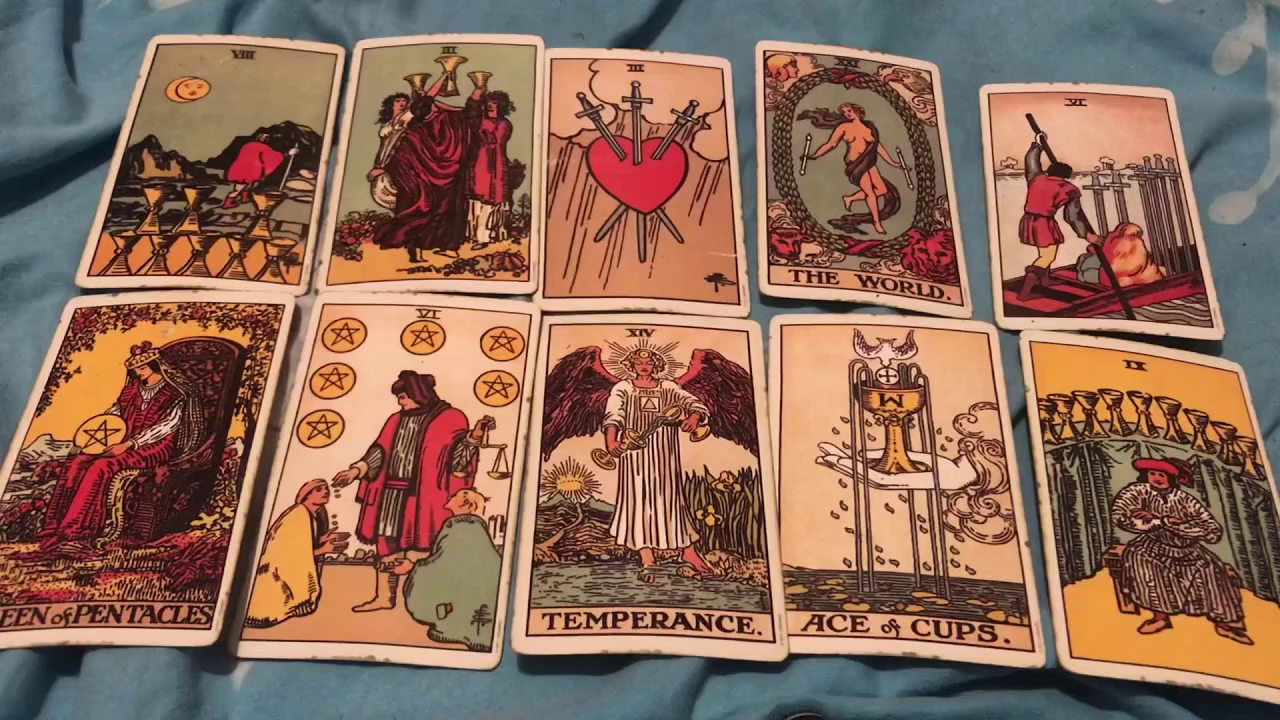 VIII
III
III
XXI
THE WORLD.
VI
EEN of PENTACLES
VI
XIV
TEMPERANCE.
ACE of CUPS.
IX